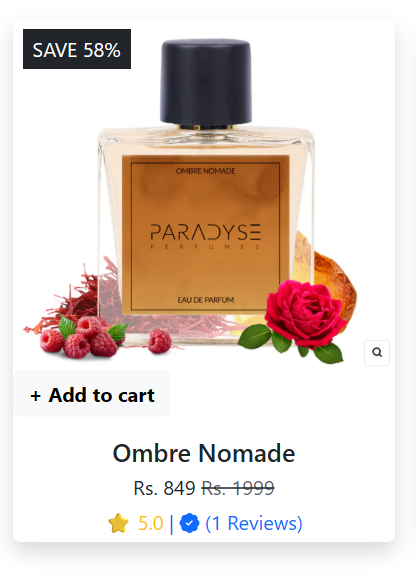 SAVE 58%
OMBRE NOMADE
PARADYSE
PERFUMES
EAU DE PARFUM
+ Add to cart
Ombre Nomade
Rs. 849 Rs. 1999
5.0 | (1 Reviews)